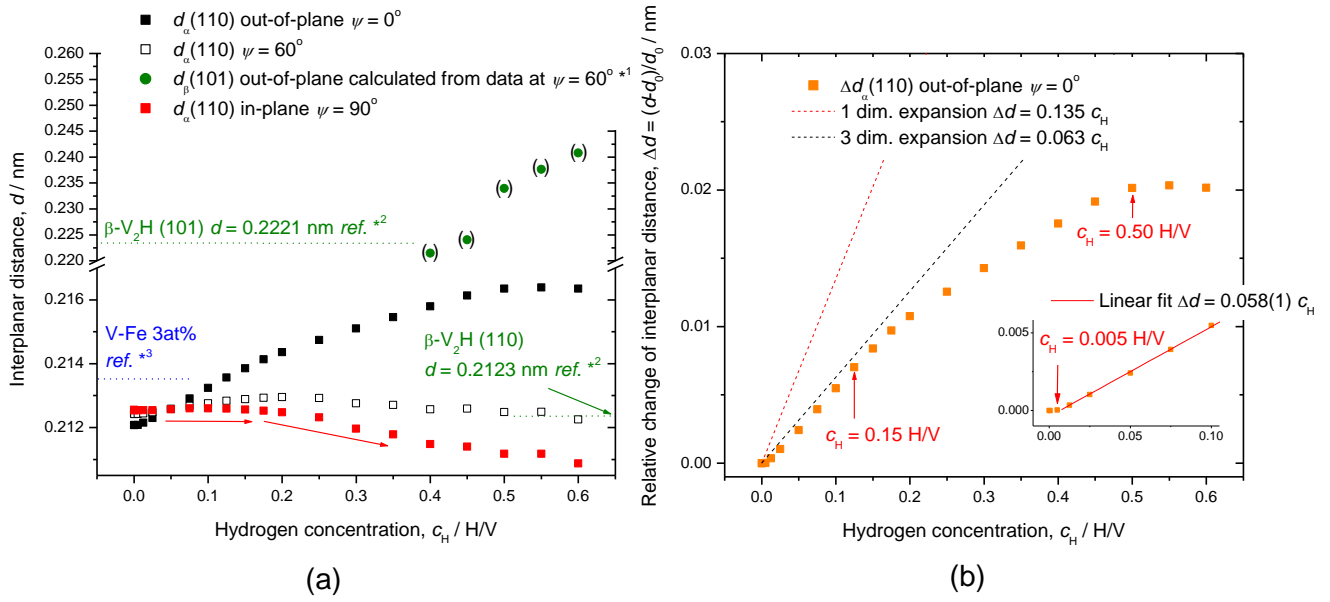 d_α(110) out-of-plane ψ = 0°
d_α(110) ψ = 60°
d_β(101) out-of-plane calculated from data at ψ = 60° *¹
d_α(110) in-plane ψ = 90°
Interplanar distance, d / nm
0.260
0.255
0.250
0.245
0.240
0.235
0.230
0.225
0.220
0.216
0.214
0.212
( ) ( ) ( ) ( ) ( )
β-V₂H (101) d = 0.2221 nm ref. *²
V-Fe 3at%
ref. *³
β-V₂H (110)
d = 0.2123 nm ref. *²
0.0 0.1 0.2 0.3 0.4 0.5 0.6
Hydrogen concentration, c_H / H/V
(a)
Relative change of interplanar distance, Δd = (d-d₀)/d₀ / nm
0.03
0.02
0.01
0.00
Δd_α(110) out-of-plane ψ = 0°
1 dim. expansion Δd = 0.135 c_H
3 dim. expansion Δd = 0.063 c_H
c_H = 0.50 H/V
c_H = 0.15 H/V
Linear fit Δd = 0.058(1) c_H
c_H = 0.005 H/V
0.005
0.000
0.00 0.05 0.10
0.0 0.1 0.2 0.3 0.4 0.5 0.6
Hydrogen concentration, c_H / H/V
(b)